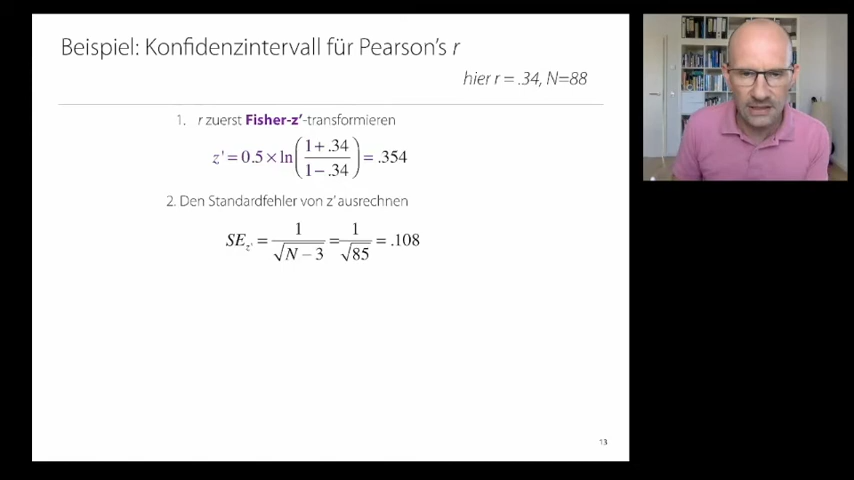 Beispiel: Konfidenzintervall für Pearson's r
hier r = .34, N=88
1. r zuerst Fisher-z'-transformieren
z' = 0.5 × ln((1 + .34)/(1 − .34)) = .354
2. Den Standardfehler von z' ausrechnen
SE_z' = 1/√(N − 3) = 1/√85 = .108
13